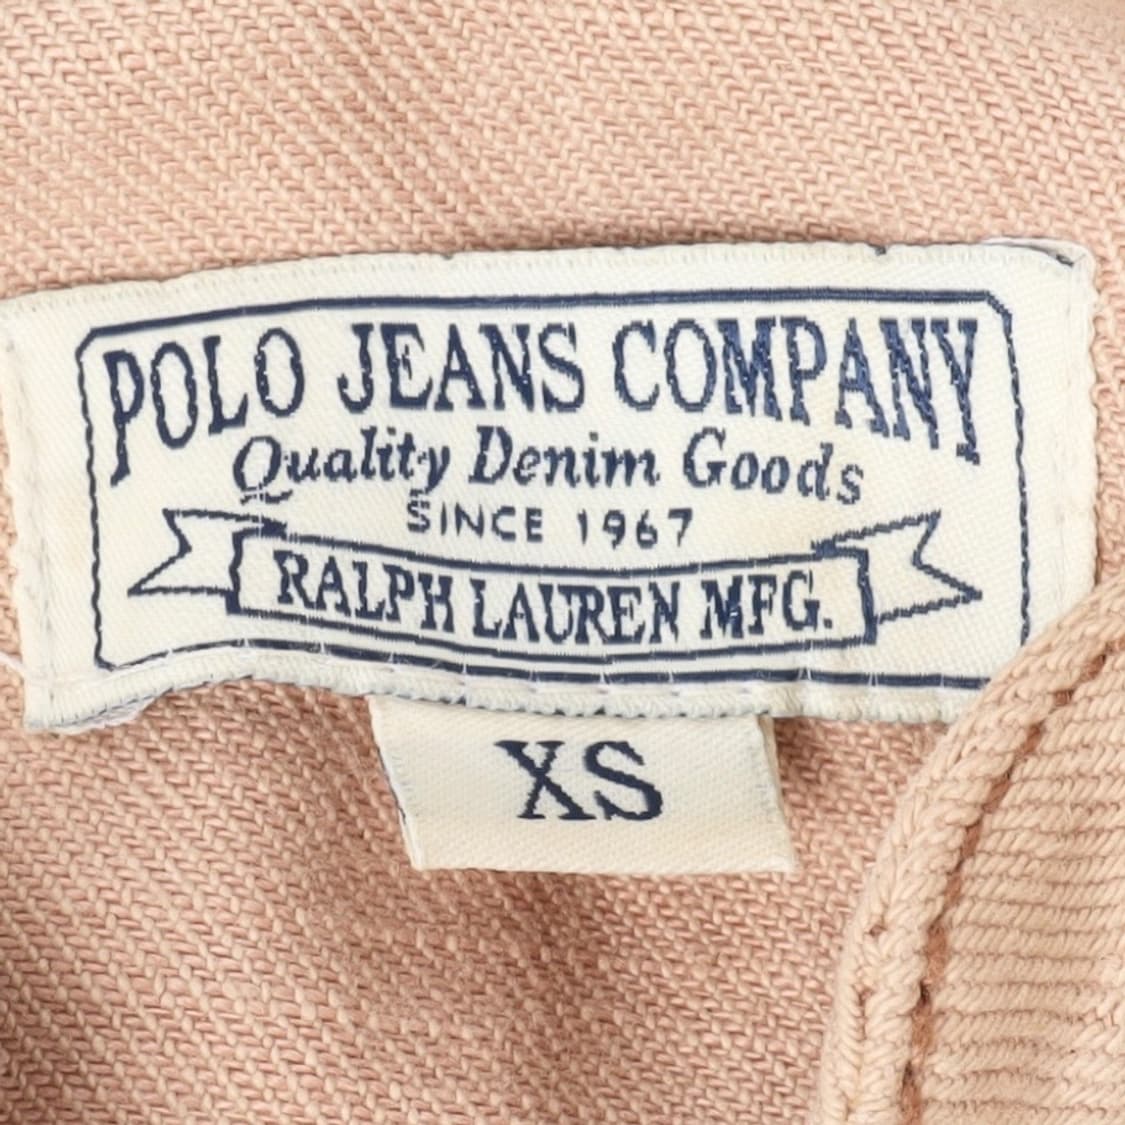 POLO JEANS COMPANY
Quality Denim Goods
SINCE 1967
RALPH LAUREN MFG.
XS